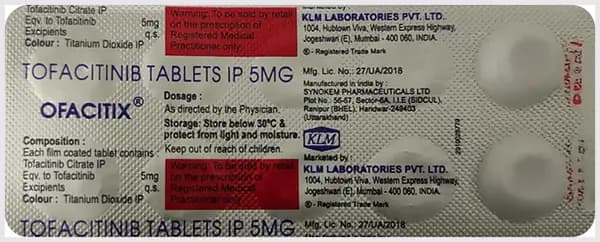 Tofacitinib Citrate IP
Eqv. to Tofacitinib 5mg
Excipients q.s.
Colour : Titanium Dioxide IP
Warning: To be sold by retail
on the prescription of
Registered Medical
Practitioner only.
KLM LABORATORIES PVT. LTD.
1004, Hubtown Viva, Western Express Highway,
Jogeshwari (E), Mumbai - 400 060, INDIA.
® - Registered Trade Mark
TOFACITINIB TABLETS IP 5MG
OFACITIX®
Composition :
Each film coated tablet contains
Tofacitinib Citrate IP
Eqv. to Tofacitinib 5mg
Excipients q.s.
Colour : Titanium Dioxide IP
TOFACITINIB TABLETS IP 5MG
Dosage :
As directed by the Physician.
Storage: Store below 30°C &
protect from light and moisture.
Keep out of reach of children.
Warning: To be sold by retail
on the prescription of
Registered Medical
Practitioner only.
Mfg. Lic. No.: 27/UA/2018
Manufactured in India by :
SYNOKEM PHARMACEUTICALS LTD
Plot No.: 56-57, Sector-6A, I.I.E (SIDCUL),
Ranipur (BHEL), Haridwar-249403
(Uttarakhand)
KLM
Marketed by
KLM LABORATORIES PVT. LTD.
1004, Hubtown Viva, Western Express Highway,
Jogeshwari (E), Mumbai - 400 060, INDIA.
® - Registered Trade Mark
Mfg. Lic. No.: 27/UA/2018